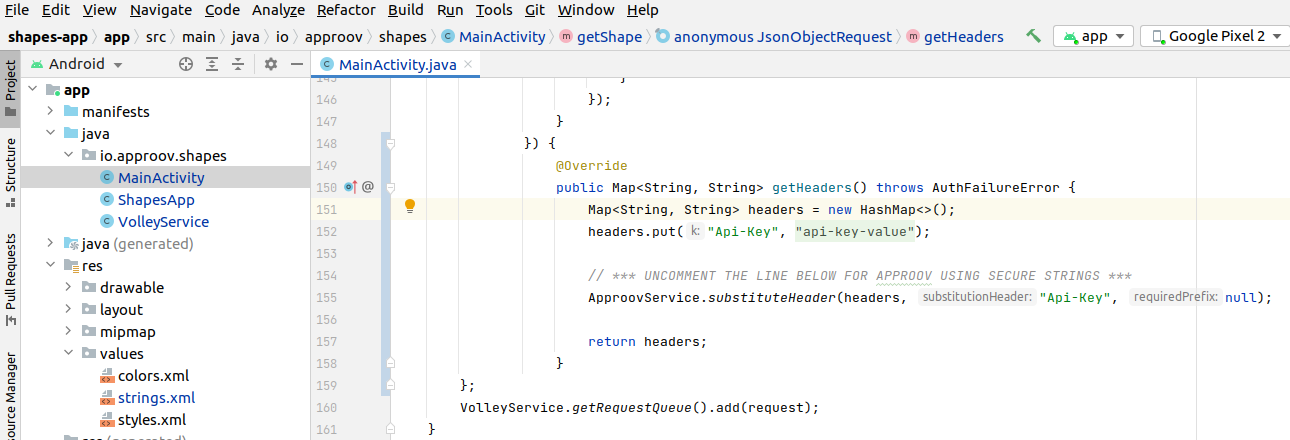 File Edit View Navigate Code Analyze Refactor Build Run Tools Git Window Help
shapes-app app src main java io approov shapes MainActivity getShape anonymous JsonObjectRequest getHeaders app Google Pixel 2
Project
Structure
Pull Requests
Android
app
manifests
java
io.approov.shapes
MainActivity
ShapesApp
VolleyService
java (generated)
res
drawable
layout
mipmap
values
colors.xml
strings.xml
styles.xml
MainActivity.java
145 }
146 });
147 }
148 }) {
149 @Override
150 @ public Map<String, String> getHeaders() throws AuthFailureError {
151 Map<String, String> headers = new HashMap<>();
152 headers.put( k: "Api-Key", "api-key-value");
153
154 // *** UNCOMMENT THE LINE BELOW FOR APPROOV USING SECURE STRINGS ***
155 ApproovService.substituteHeader(headers, substitutionHeader: "Api-Key", requiredPrefix: null);
156
157 return headers;
158 }
159 };
160 VolleyService.getRequestQueue().add(request);
161 }